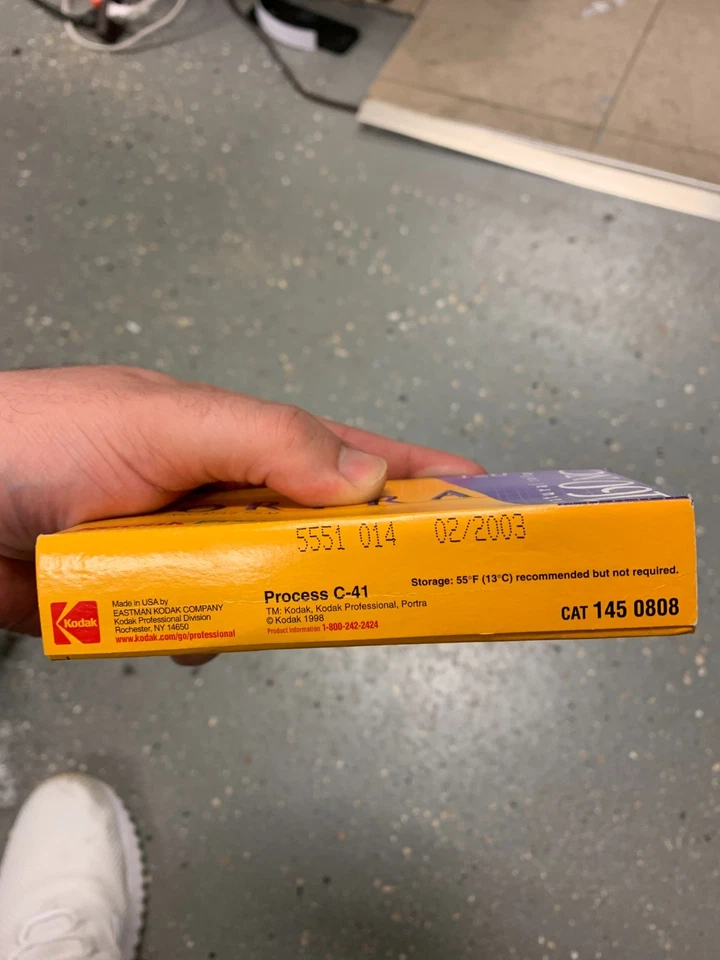 PORTRA
5551 014 02/2003
Storage: 55°F (13°C) recommended but not required.
Kodak
Made in USA by
EASTMAN KODAK COMPANY
Kodak Professional Division
Rochester, NY 14650
www.kodak.com/go/professional
Process C-41
TM: Kodak, Kodak Professional, Portra
© Kodak 1998
Product Information 1-800-242-2424
CAT 145 0808